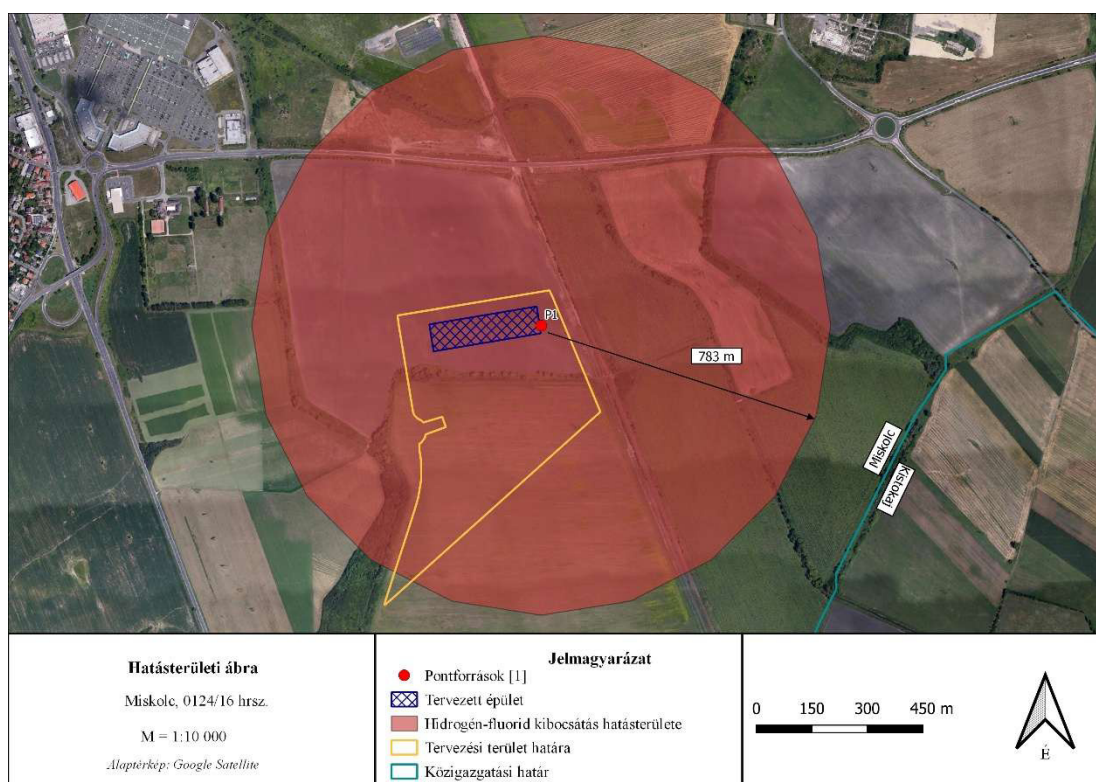 P1
783 m
Miskolc
Kistokaj
Hatásterületi ábra
Miskolc, 0124/16 hrsz.
M = 1:10 000
Alaptérkép: Google Satellite
Jelmagyarázat
Pontforrások [1]
Tervezett épület
Hidrogén-fluorid kibocsátás hatásterülete
Tervezési terület határa
Közigazgatási határ
0 150 300 450 m
É